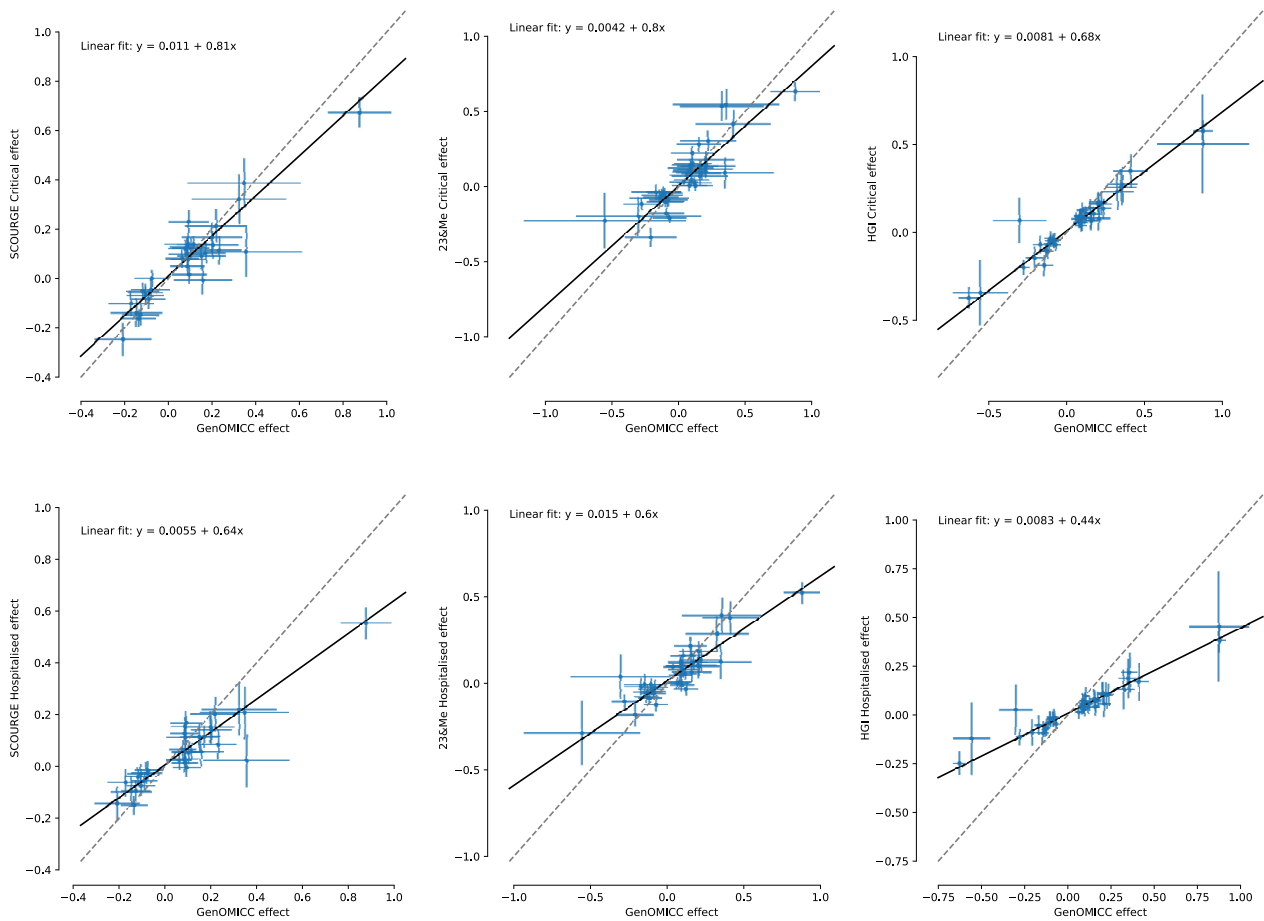 Linear fit: y = 0.011 + 0.81x
SCOURGE Critical effect
1.0
0.8
0.6
0.4
0.2
0.0
−0.2
−0.4
−0.4 −0.2 0.0 0.2 0.4 0.6 0.8 1.0
GenOMICC effect
Linear fit: y = 0.0042 + 0.8x
23&Me Critical effect
1.0
0.5
0.0
−0.5
−1.0
−1.0 −0.5 0.0 0.5 1.0
GenOMICC effect
Linear fit: y = 0.0081 + 0.68x
HGI Critical effect
1.0
0.5
0.0
−0.5
−0.5 0.0 0.5 1.0
GenOMICC effect
Linear fit: y = 0.0055 + 0.64x
SCOURGE Hospitalised effect
1.0
0.8
0.6
0.4
0.2
0.0
−0.2
−0.4
−0.4 −0.2 0.0 0.2 0.4 0.6 0.8 1.0
GenOMICC effect
Linear fit: y = 0.015 + 0.6x
23&Me Hospitalised effect
1.0
0.5
0.0
−0.5
−1.0
−1.0 −0.5 0.0 0.5 1.0
GenOMICC effect
Linear fit: y = 0.0083 + 0.44x
HGI Hospitalised effect
1.00
0.75
0.50
0.25
0.00
−0.25
−0.50
−0.75
−0.75 −0.50 −0.25 0.00 0.25 0.50 0.75 1.00
GenOMICC effect